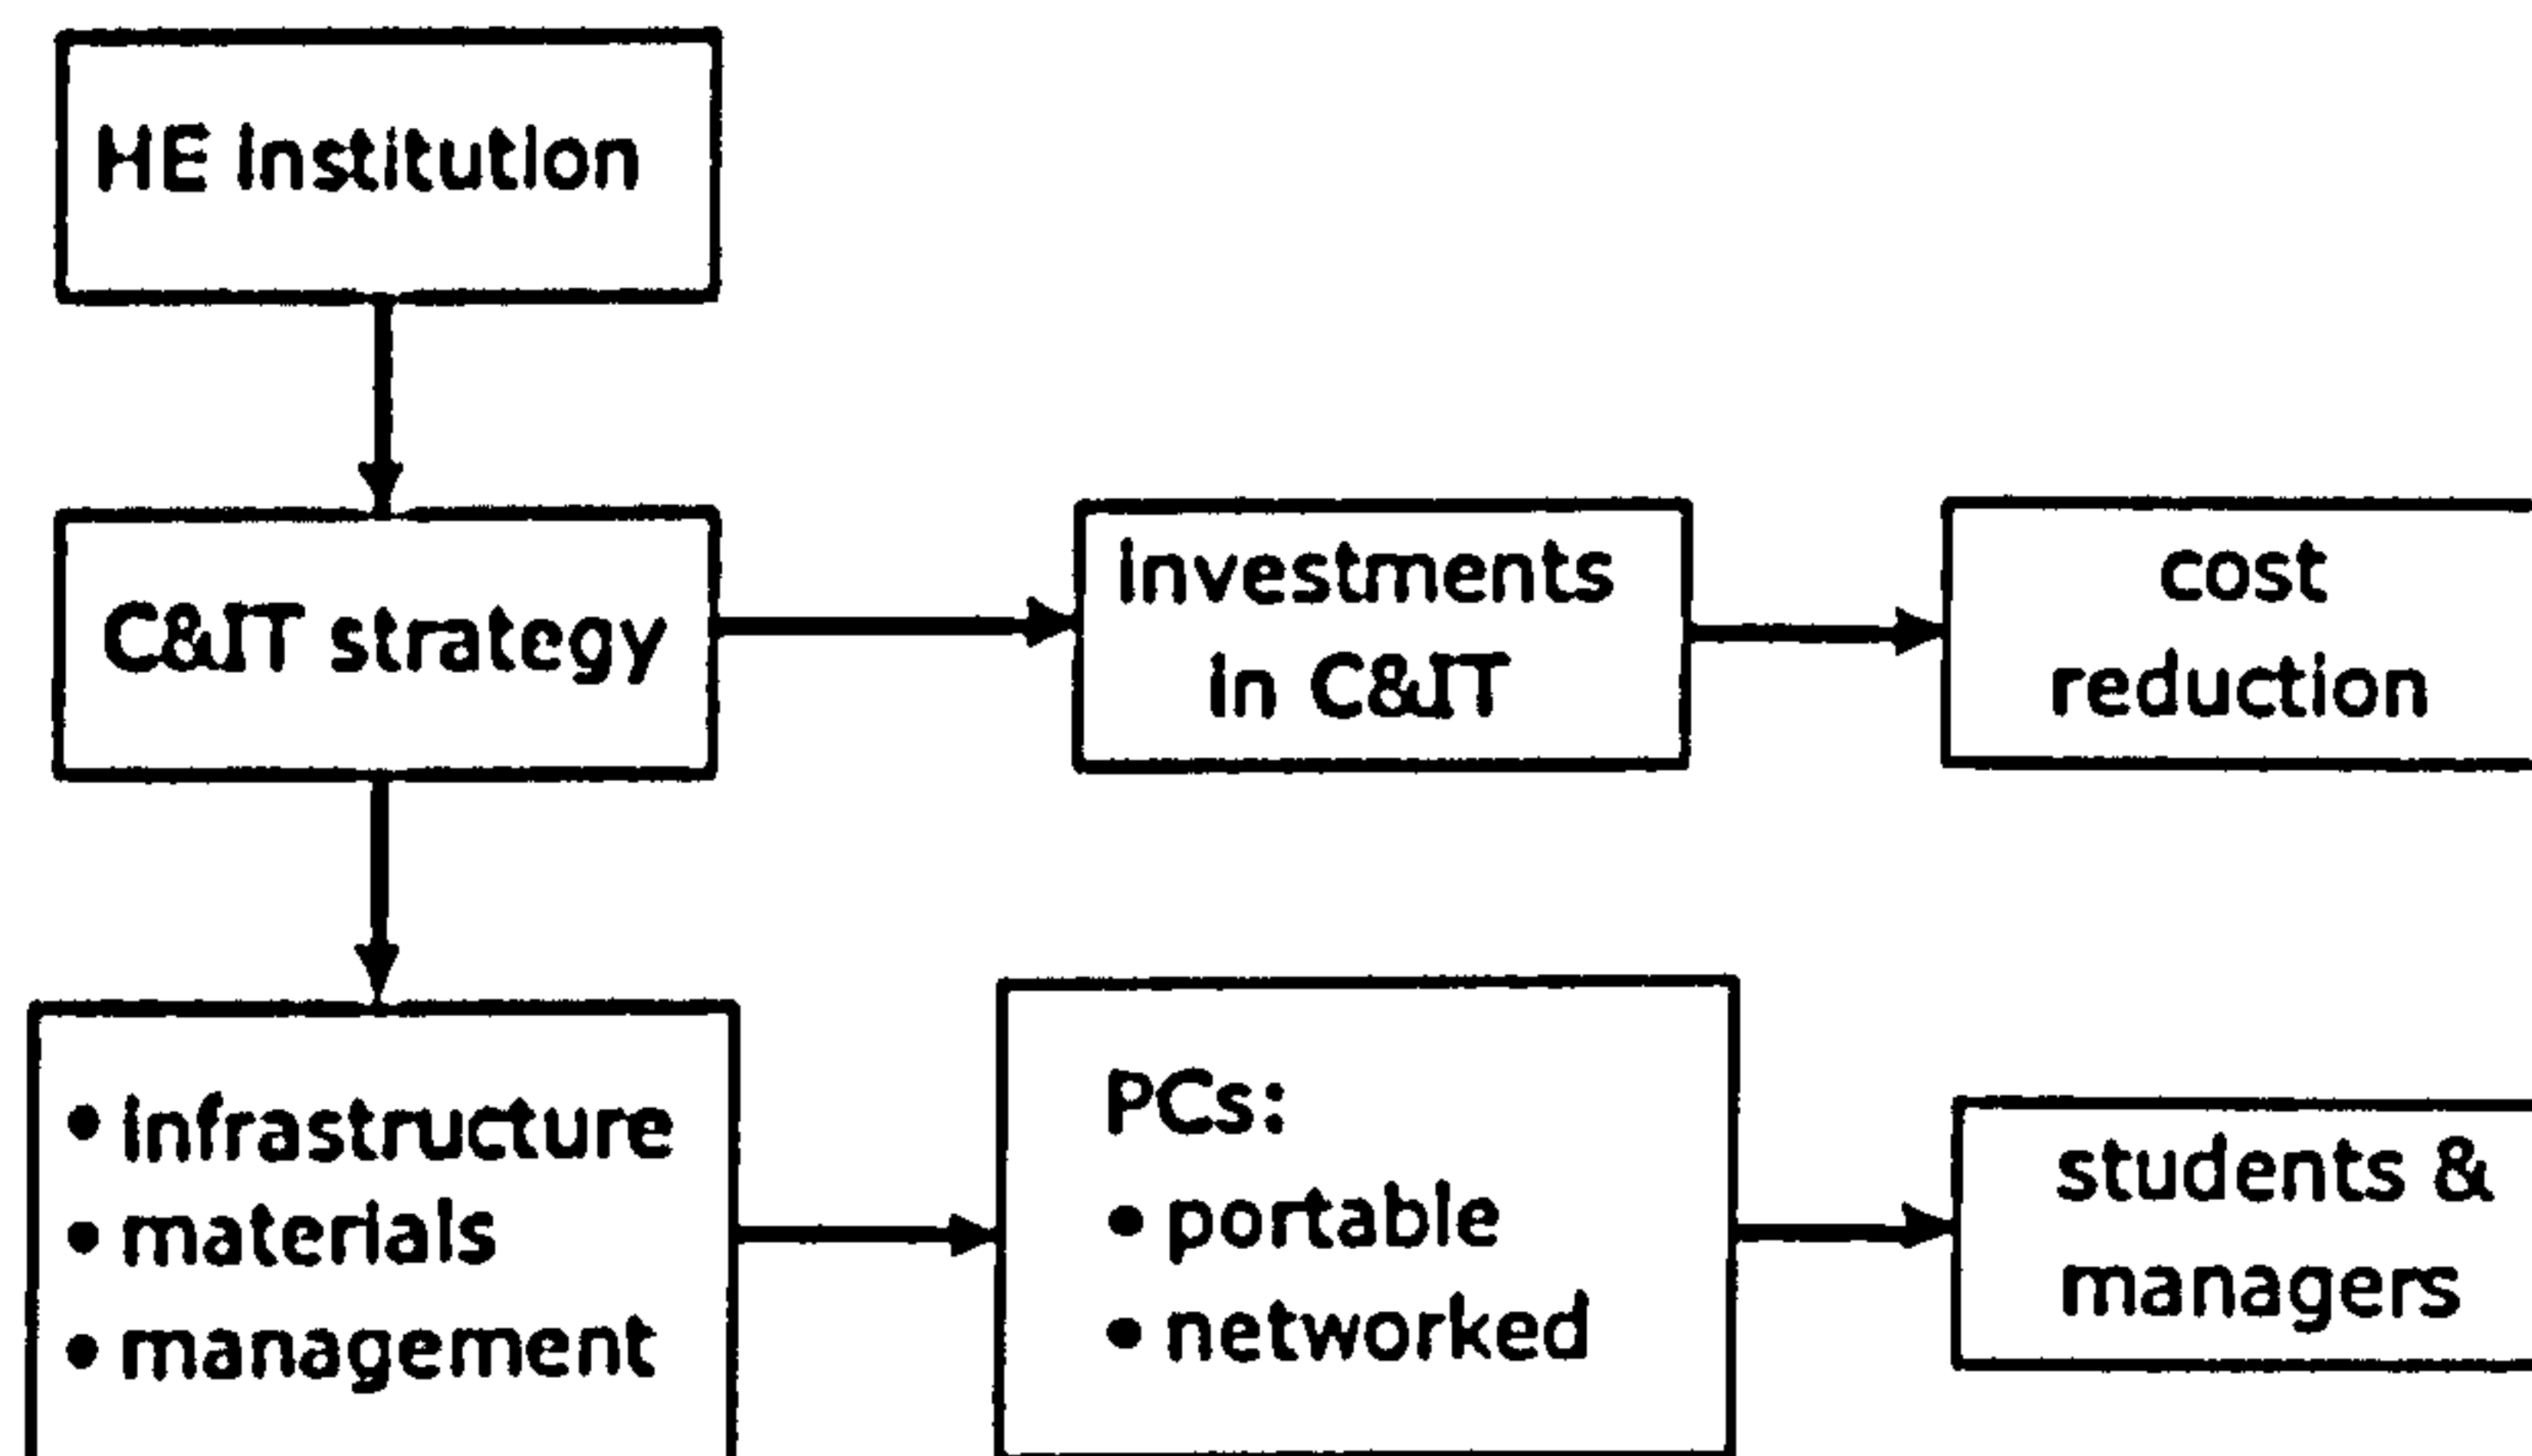 HE Institution
C&IT strategy
investments
in C&IT
cost
reduction
• infrastructure
• materials
• management
PCs:
• portable
• networked
students &
managers